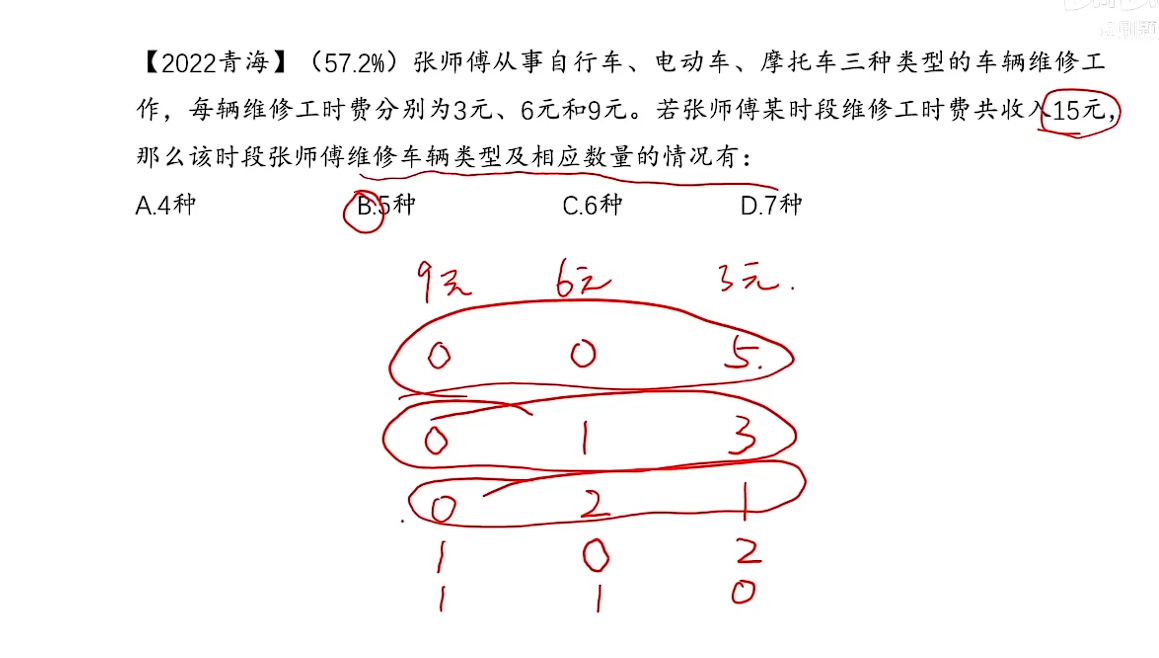 【2022青海】（57.2%）张师傅从事自行车、电动车、摩托车三种类型的车辆维修工
作，每辆维修工时费分别为3元、6元和9元。若张师傅某时段维修工时费共收入15元，
那么该时段张师傅维修车辆类型及相应数量的情况有：
A.4种 B.5种 C.6种 D.7种
9元 6元 3元.
0 0 5.
0 1 3
0 2 1
1 0 2
1 1 0